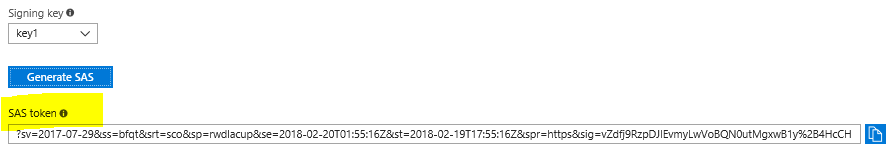 Signing key
key1
Generate SAS
SAS token
?sv=2017-07-29&ss=bfqt&srt=sco&sp=rwdlacup&se=2018-02-20T01:55:16Z&st=2018-02-19T17:55:16Z&spr=https&sig=vZdfj9RzpDJlEvmyLwVoBQN0utMgxwB1y%2B4HcCH